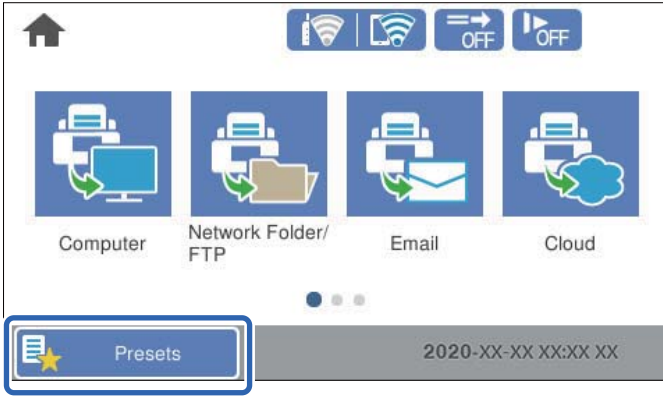 OFF
OFF
Computer
Network Folder/
FTP
Email
Cloud
Presets
2020-XX-XX XX:XX XX